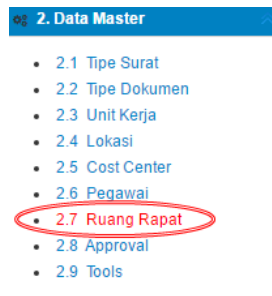 2. Data Master
2.1 Tipe Surat
2.2 Tipe Dokumen
2.3 Unit Kerja
2.4 Lokasi
2.5 Cost Center
2.6 Pegawai
2.7 Ruang Rapat
2.8 Approval
2.9 Tools